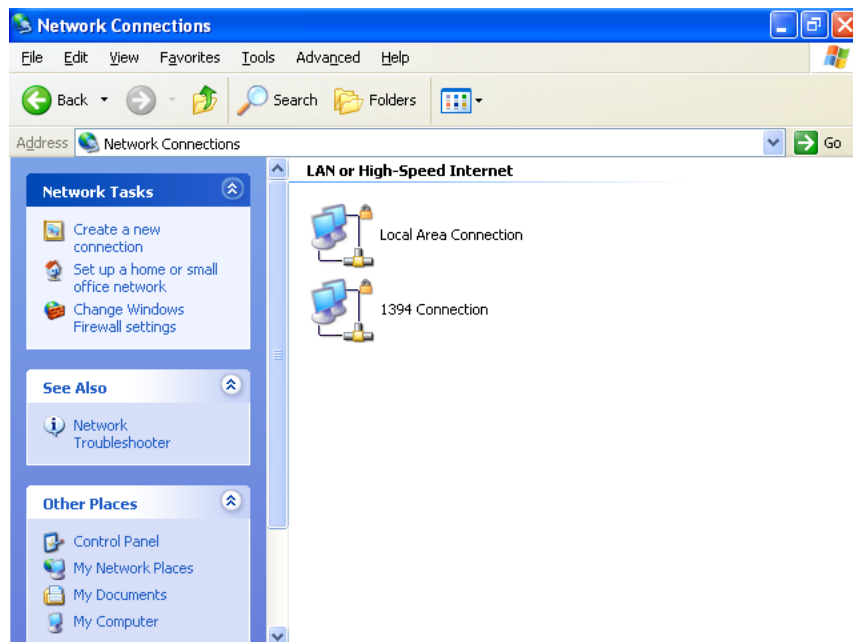 Network Connections
File Edit View Favorites Tools Advanced Help
Back Search Folders
Address Network Connections Go
Network Tasks
Create a new
connection
Set up a home or small
office network
Change Windows
Firewall settings
See Also
Network
Troubleshooter
Other Places
Control Panel
My Network Places
My Documents
My Computer
LAN or High-Speed Internet
Local Area Connection
1394 Connection